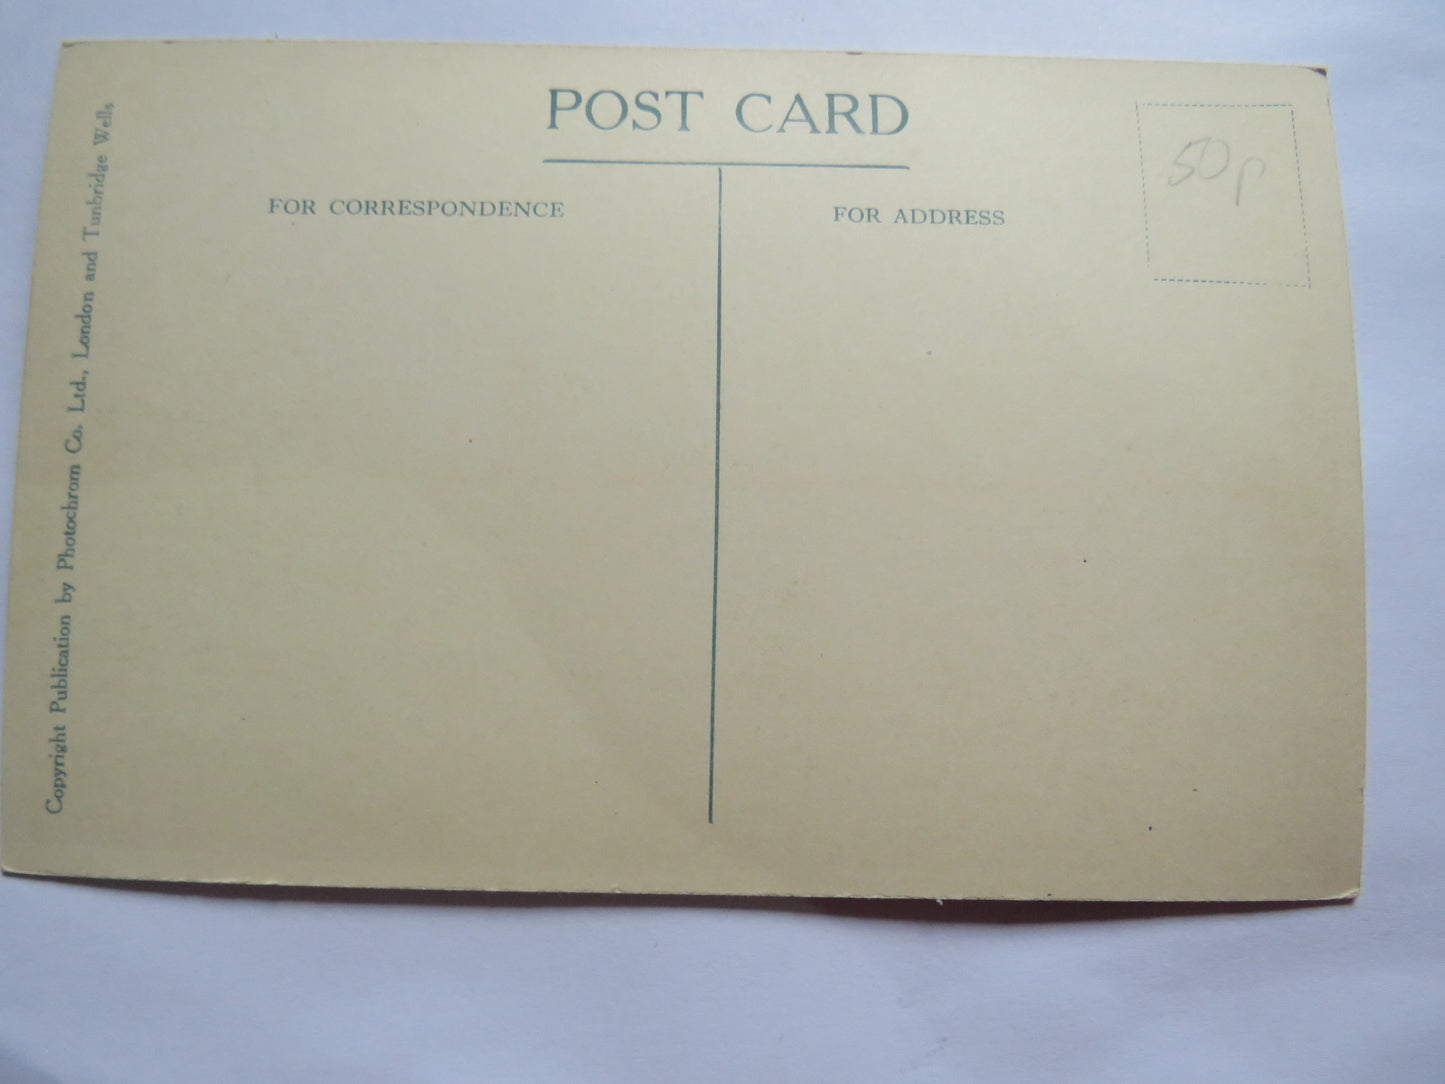 POST CARD
FOR CORRESPONDENCE
FOR ADDRESS
50p
Copyright Publication by Photochrom Co. Ltd., London and Tunbridge Wells